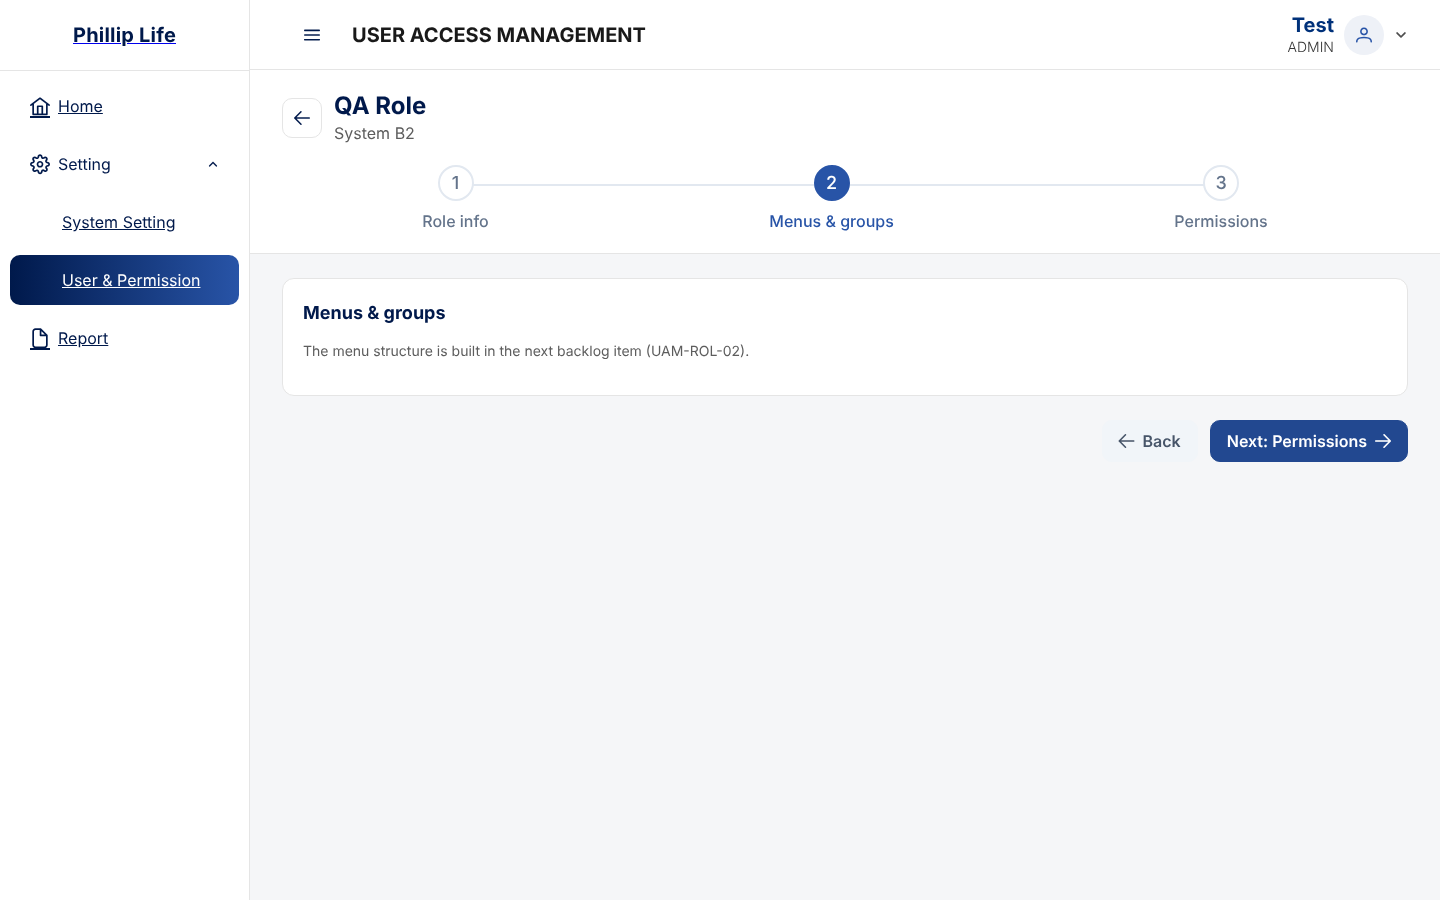 Phillip Life
USER ACCESS MANAGEMENT
Test
ADMIN
Home
Setting
System Setting
User & Permission
Report
QA Role
System B2
1
Role info
2
Menus & groups
3
Permissions
Menus & groups
The menu structure is built in the next backlog item (UAM-ROL-02).
Back
Next: Permissions